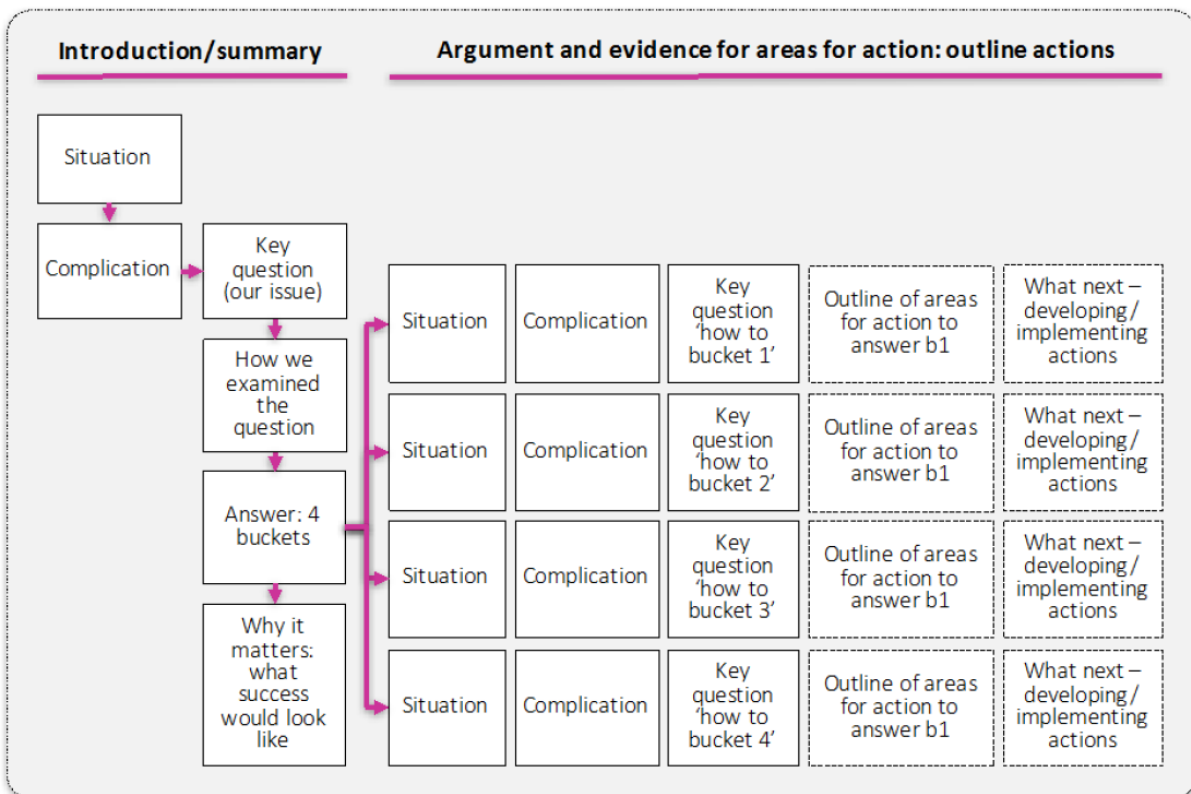 Introduction/summary
Argument and evidence for areas for action: outline actions
Situation
Complication
Key
question
(our issue)
How we
examined
the
question
Answer: 4
buckets
Why it
matters:
what
success
would look
like
Situation
Complication
Key
question
‘how to
bucket 1’
Outline of areas
for action to
answer b1
What next –
developing/
implementing
actions
Situation
Complication
Key
question
‘how to
bucket 2’
Outline of areas
for action to
answer b1
What next –
developing/
implementing
actions
Situation
Complication
Key
question
‘how to
bucket 3’
Outline of areas
for action to
answer b1
What next –
developing/
implementing
actions
Situation
Complication
Key
question
‘how to
bucket 4’
Outline of areas
for action to
answer b1
What next –
developing/
implementing
actions